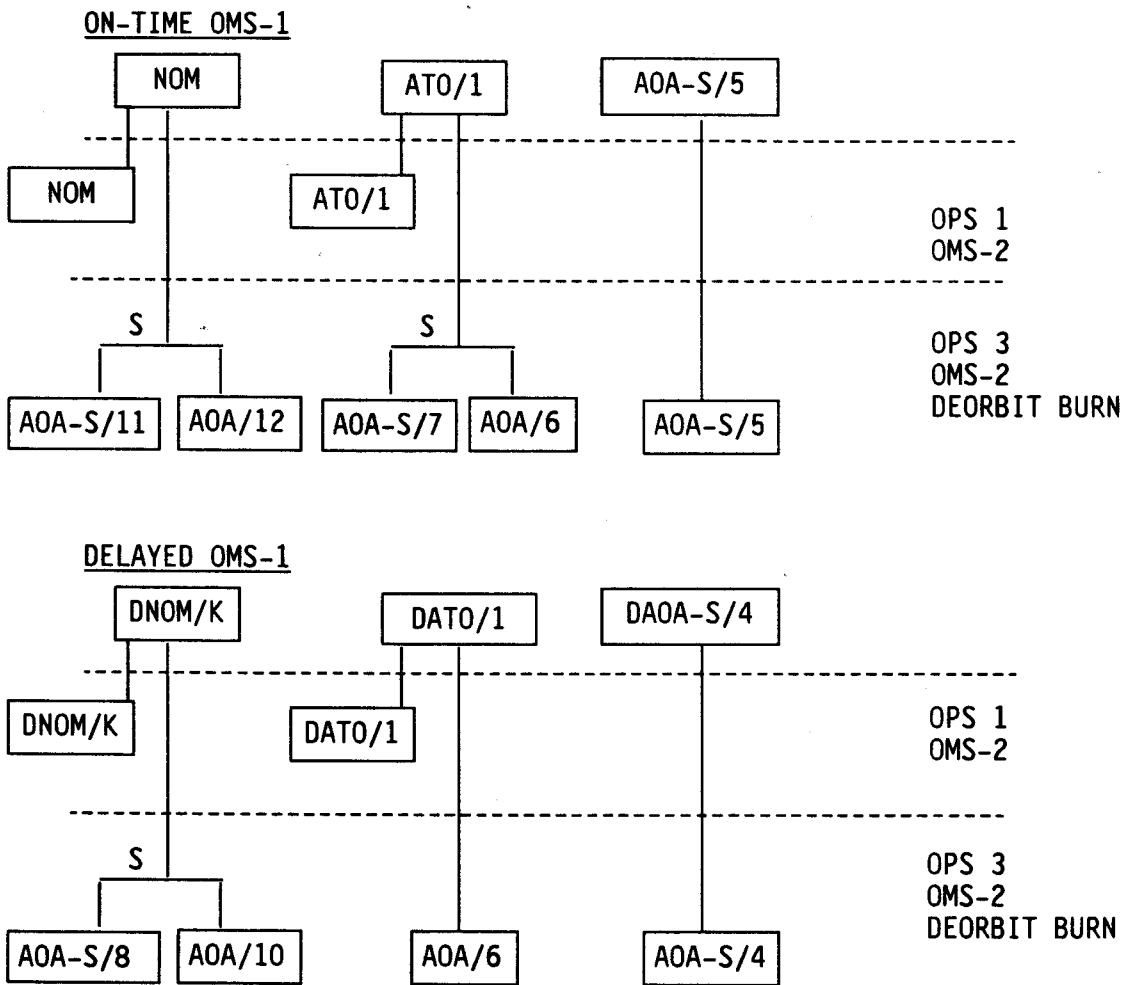 ON-TIME OMS-1
NOM
ATO/1
AOA-S/5
NOM
ATO/1
OPS 1
OMS-2
S
S
OPS 3
OMS-2
DEORBIT BURN
AOA-S/11
AOA/12
AOA-S/7
AOA/6
AOA-S/5
DELAYED OMS-1
DNOM/K
DATO/1
DAOA-S/4
DNOM/K
DATO/1
OPS 1
OMS-2
S
OPS 3
OMS-2
DEORBIT BURN
AOA-S/8
AOA/10
AOA/6
AOA-S/4